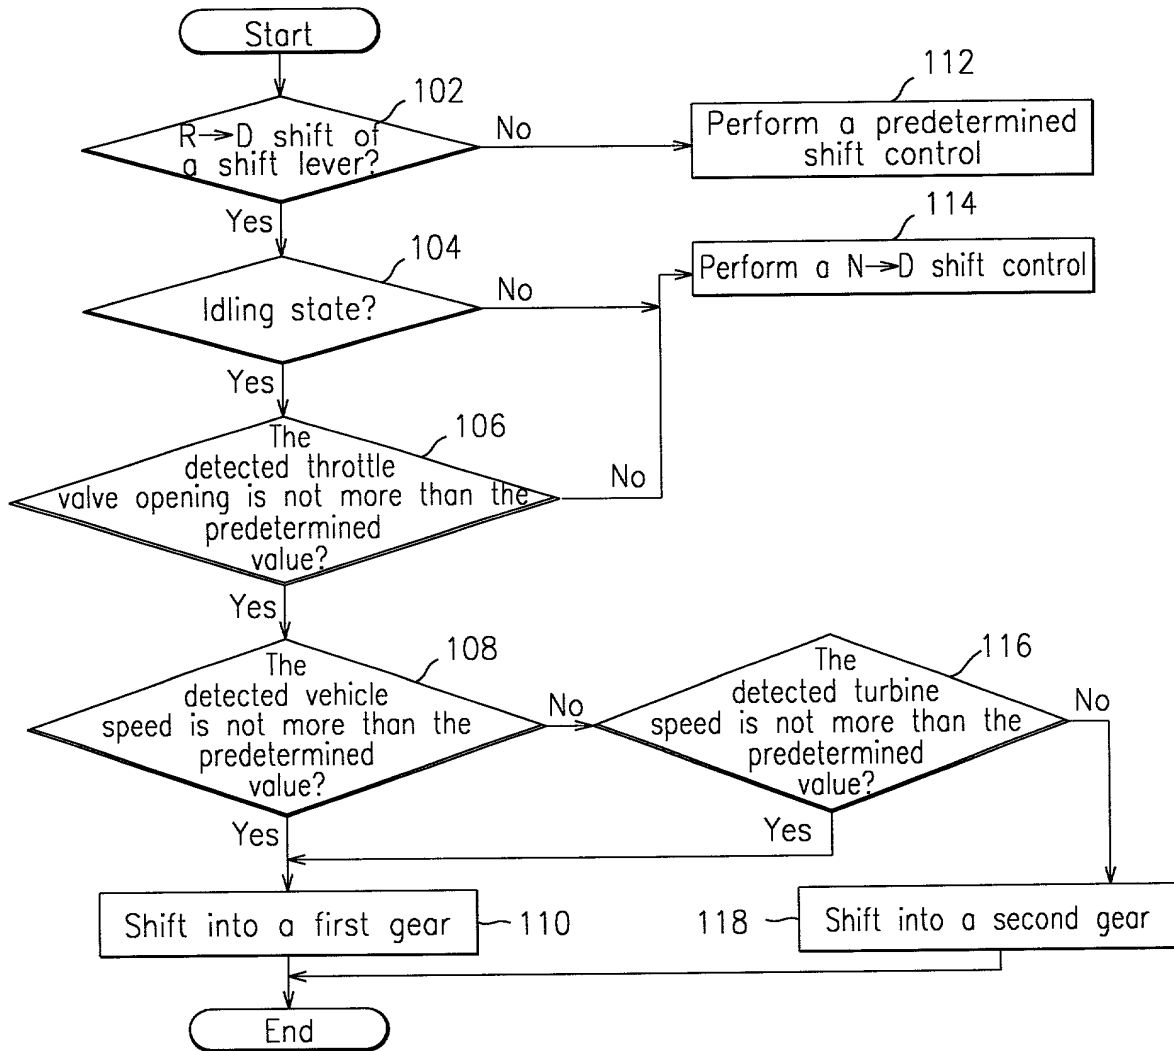 Start
102
R→D shift of
a shift lever?
No
112
Perform a predetermined
shift control
Yes
104
Idling state?
No
114
Perform a N→D shift control
Yes
106
The
detected throttle
valve opening is not more than the
predetermined
value?
No
Yes
108
The
detected vehicle
speed is not more than the
predetermined
value?
No
116
The
detected turbine
speed is not more than the
predetermined
value?
No
Yes
Yes
Shift into a first gear
110
118
Shift into a second gear
End